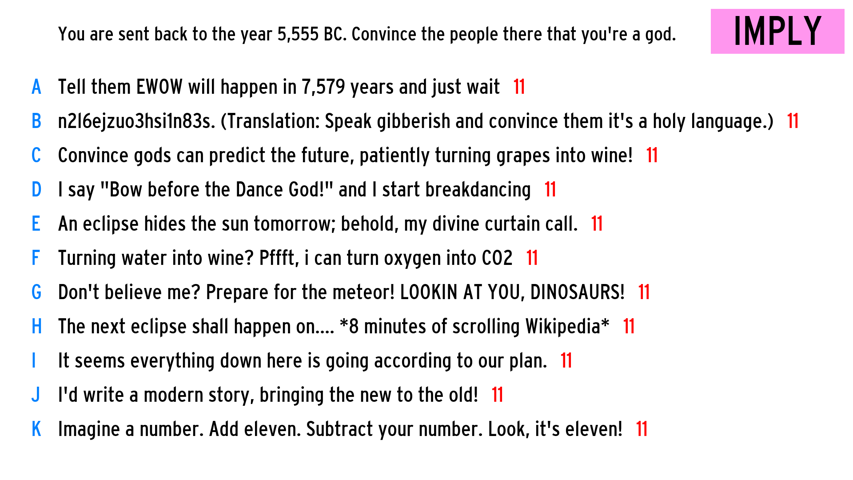 You are sent back to the year 5,555 BC. Convince the people there that you're a god.
IMPLY
A Tell them EWOW will happen in 7,579 years and just wait 11
B n2l6ejzuo3hsi1n83s. (Translation: Speak gibberish and convince them it's a holy language.) 11
C Convince gods can predict the future, patiently turning grapes into wine! 11
D I say "Bow before the Dance God!" and I start breakdancing 11
E An eclipse hides the sun tomorrow; behold, my divine curtain call. 11
F Turning water into wine? Pffft, i can turn oxygen into CO2 11
G Don't believe me? Prepare for the meteor! LOOKIN AT YOU, DINOSAURS! 11
H The next eclipse shall happen on.... *8 minutes of scrolling Wikipedia* 11
I It seems everything down here is going according to our plan. 11
J I'd write a modern story, bringing the new to the old! 11
K Imagine a number. Add eleven. Subtract your number. Look, it's eleven! 11